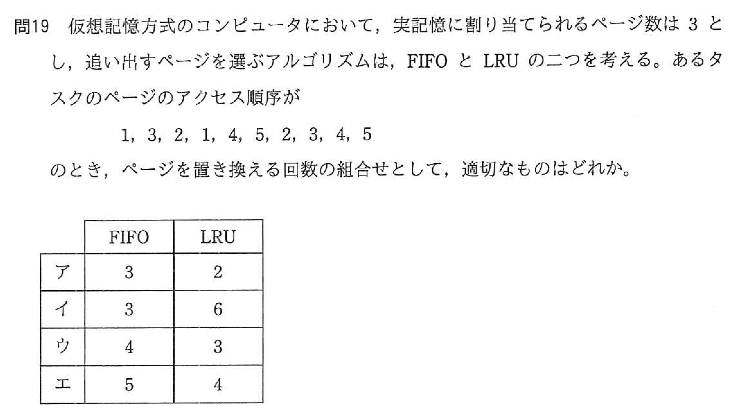 問19 仮想記憶方式のコンピュータにおいて，実記憶に割り当てられるページ数は 3 と
し，追い出すページを選ぶアルゴリズムは，FIFO と LRU の二つを考える。あるタ
スクのページのアクセス順序が
1，3，2，1，4，5，2，3，4，5
のとき，ページを置き換える回数の組合せとして，適切なものはどれか。
FIFO LRU
ア 3 2
イ 3 6
ウ 4 3
エ 5 4